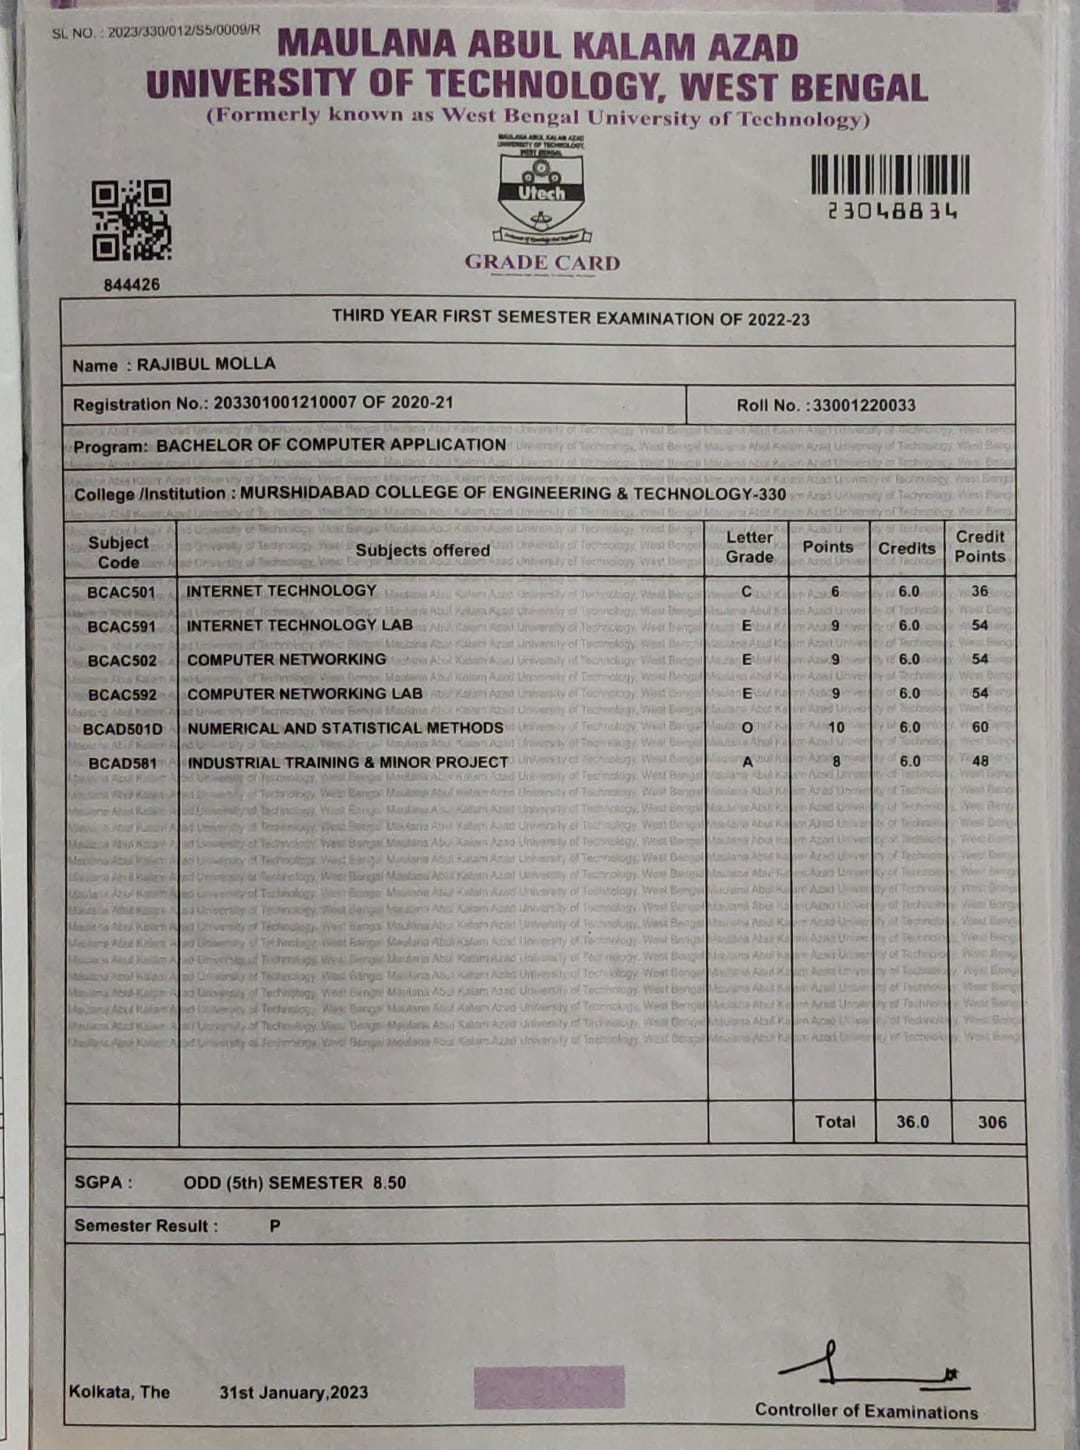 SL NO. : 2023/330/012/S5/0009/R
MAULANA ABUL KALAM AZAD
UNIVERSITY OF TECHNOLOGY, WEST BENGAL
(Formerly known as West Bengal University of Technology)
MAULANA ABUL KALAM AZAD
UNIVERSITY OF TECHNOLOGY,
WEST BENGAL
Utech
23048834
GRADE CARD
844426
THIRD YEAR FIRST SEMESTER EXAMINATION OF 2022-23
Name : RAJIBUL MOLLA
Registration No.: 203301001210007 OF 2020-21 Roll No. :33001220033
Program: BACHELOR OF COMPUTER APPLICATION
College /Institution : MURSHIDABAD COLLEGE OF ENGINEERING & TECHNOLOGY-330
Subject Code Subjects offered Letter Grade Points Credits Credit Points
BCAC501 INTERNET TECHNOLOGY C 6 6.0 36
BCAC591 INTERNET TECHNOLOGY LAB E 9 6.0 54
BCAC502 COMPUTER NETWORKING E 9 6.0 54
BCAC592 COMPUTER NETWORKING LAB E 9 6.0 54
BCAD501D NUMERICAL AND STATISTICAL METHODS O 10 6.0 60
BCAD581 INDUSTRIAL TRAINING & MINOR PROJECT A 8 6.0 48
Total 36.0 306
SGPA : ODD (5th) SEMESTER 8.50
Semester Result : P
Kolkata, The 31st January,2023
Controller of Examinations